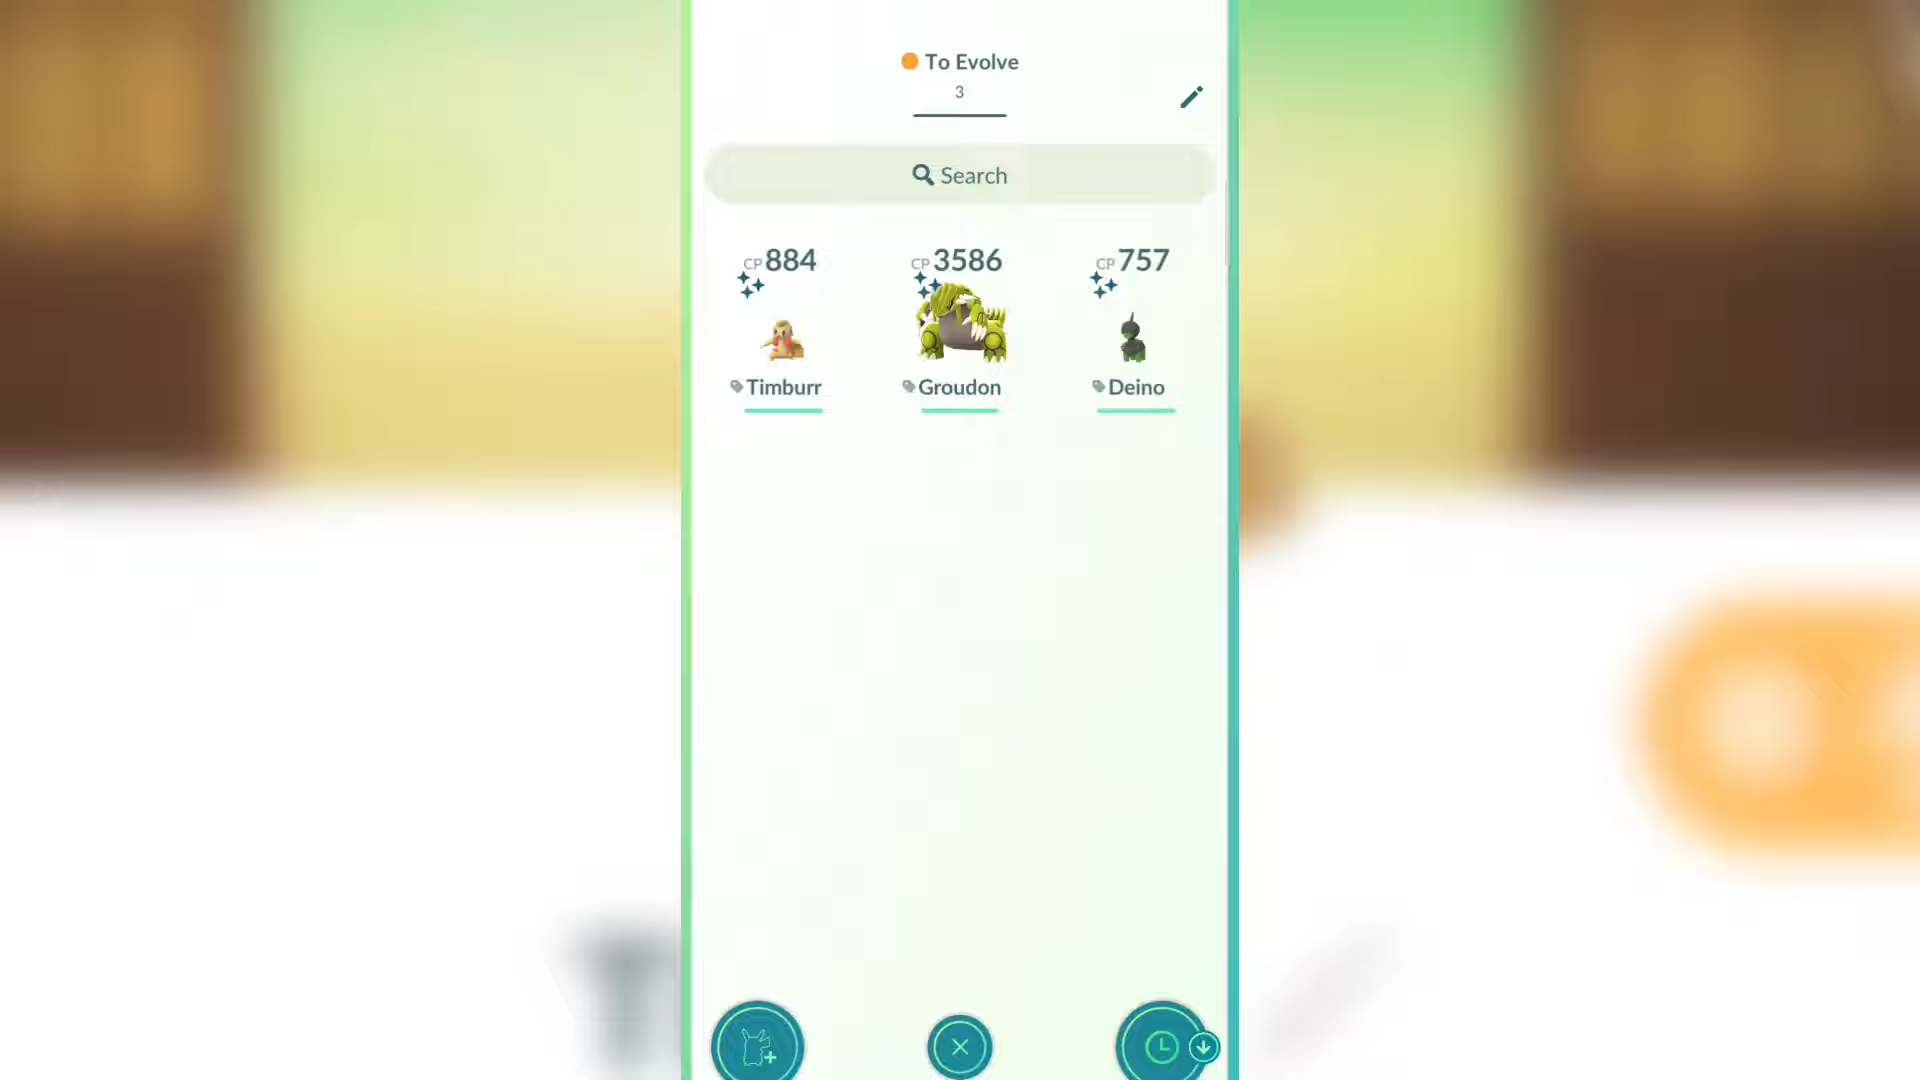 To Evolve
3
Search
CP 884 CP 3586 CP 757
Timburr Groudon Deino